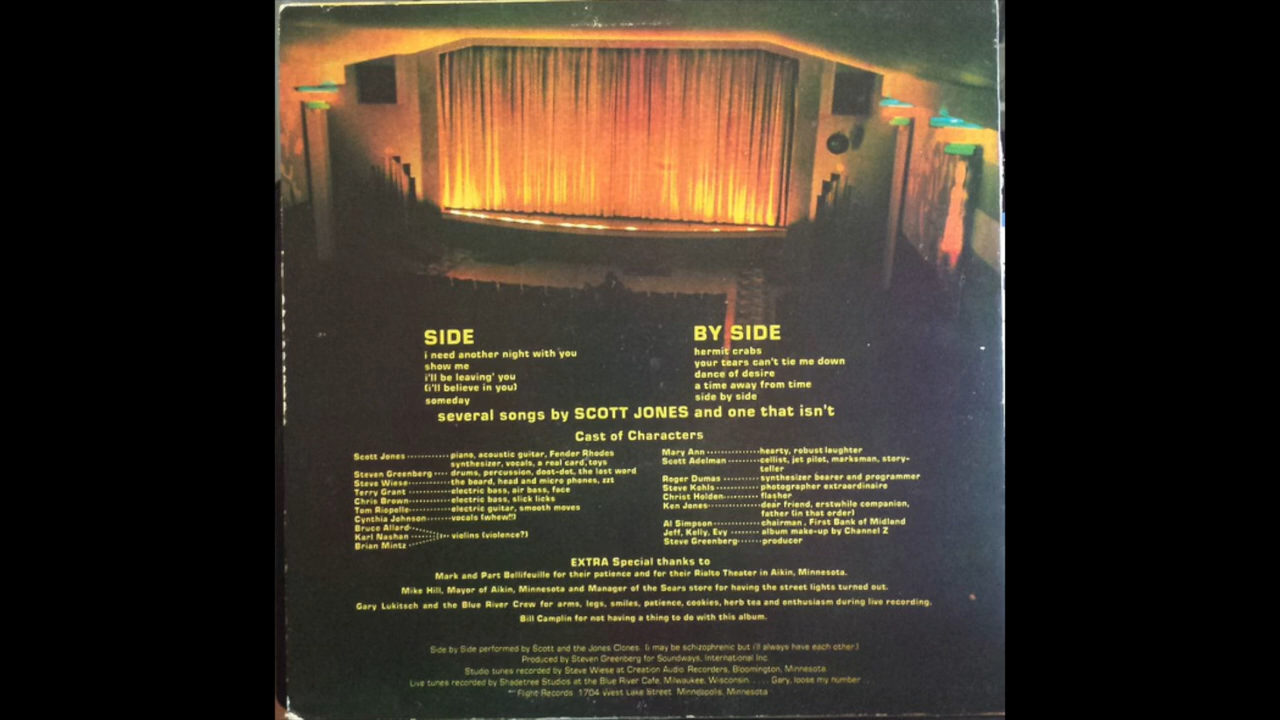 SIDE
i need another night with you
show me
i'll be leaving' you
(i'll believe in you)
someday
BY SIDE
hermit crabs
your tears can't tie me down
dance of desire
a time away from time
side by side
several songs by SCOTT JONES and one that isn't
Cast of Characters
Scott Jones piano, acoustic guitar, Fender Rhodes
synthesizer, vocals, a real card, toys
Steven Greenberg drums, percussion, doat-dot, the last word
Steve Wiese the board, head and micro phones, zzt
Terry Grant electric bass, air bass, face
Chris Brown electric bass, slick licks
Tom Riopelle electric guitar, smooth moves
Cynthia Johnson vocals (whew!!)
Bruce Allard
Karl Nashan violins (violence?)
Brian Mintz
Mary Ann hearty, robust laughter
Scott Adelman cellist, jet pilot, marksman, story-
teller
Roger Dumas synthesizer bearer and programmer
Steve Kohls photographer extraordinaire
Christ Holden flasher
Ken Jones dear friend, erstwhile companion,
father (in that order)
Al Simpson chairman, First Bank of Midland
Jeff, Kelly, Evy album make-up by Channel Z
Steve Greenberg producer
EXTRA Special thanks to
Mark and Part Bellifeuille for their patience and for their Rialto Theater in Aikin, Minnesota.
Mike Hill, Mayor of Aikin, Minnesota and Manager of the Sears store for having the street lights turned out.
Gary Lukitsch and the Blue River Crew for arms, legs, smiles, patience, cookies, herb tea and enthusiasm during live recording.
Bill Camplin for not having a thing to do with this album.
Side by Side performed by Scott and the Jones Clones. (i may be schizophrenic but i'll always have each other.)
Produced by Steven Greenberg for Soundways, International Inc.
Studio tunes recorded by Steve Wiese at Creation Audio Recorders, Bloomington, Minnesota.
Live tunes recorded by Shadetree Studios at the Blue River Cafe, Milwaukee, Wisconsin. . . . . Gary, loose my number . . .
Flight Records 1704 West Lake Street Minneapolis, Minnesota